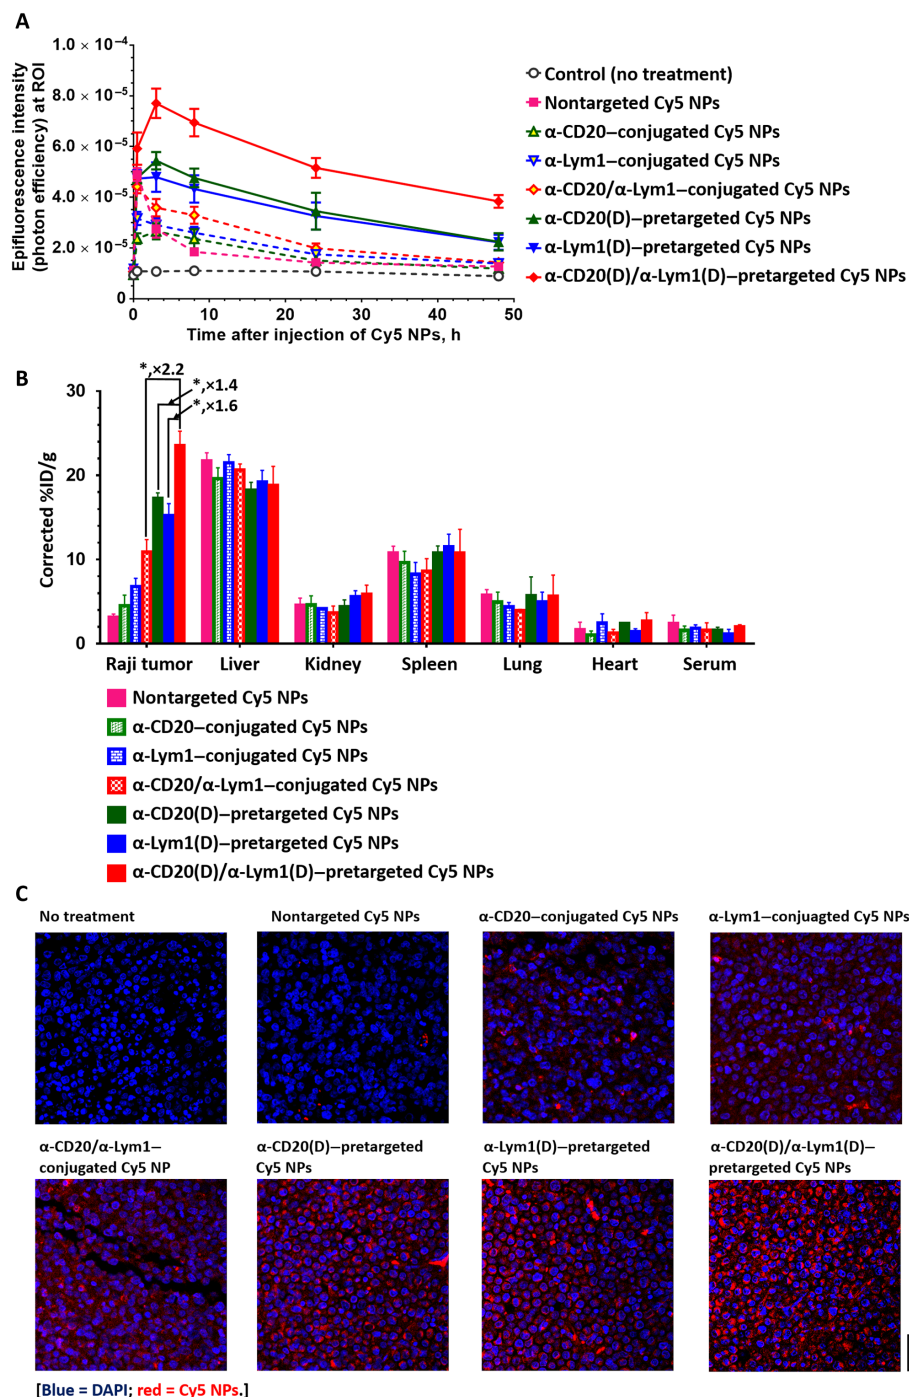 A
Epifluorescence intensity
(photon efficiency) at ROI
1.0 × 10⁻⁴
8.0 × 10⁻⁵
6.0 × 10⁻⁵
4.0 × 10⁻⁵
2.0 × 10⁻⁵
0
0 10 20 30 40 50
Time after injection of Cy5 NPs, h
Control (no treatment)
Nontargeted Cy5 NPs
α-CD20–conjugated Cy5 NPs
α-Lym1–conjugated Cy5 NPs
α-CD20/α-Lym1–conjugated Cy5 NPs
α-CD20(D)–pretargeted Cy5 NPs
α-Lym1(D)–pretargeted Cy5 NPs
α-CD20(D)/α-Lym1(D)–pretargeted Cy5 NPs
B
Corrected %ID/g
30
20
10
0
*,×2.2
*,×1.4
*,×1.6
Raji tumor Liver Kidney Spleen Lung Heart Serum
Nontargeted Cy5 NPs
α-CD20–conjugated Cy5 NPs
α-Lym1–conjugated Cy5 NPs
α-CD20/α-Lym1–conjugated Cy5 NPs
α-CD20(D)–pretargeted Cy5 NPs
α-Lym1(D)–pretargeted Cy5 NPs
α-CD20(D)/α-Lym1(D)–pretargeted Cy5 NPs
C
No treatment
Nontargeted Cy5 NPs
α-CD20–conjugated Cy5 NPs
α-Lym1–conjuagted Cy5 NPs
α-CD20/α-Lym1–
conjugated Cy5 NP
α-CD20(D)–pretargeted
Cy5 NPs
α-Lym1(D)–pretargeted
Cy5 NPs
α-CD20(D)/α-Lym1(D)–
pretargeted Cy5 NPs
[Blue = DAPI; red = Cy5 NPs.]